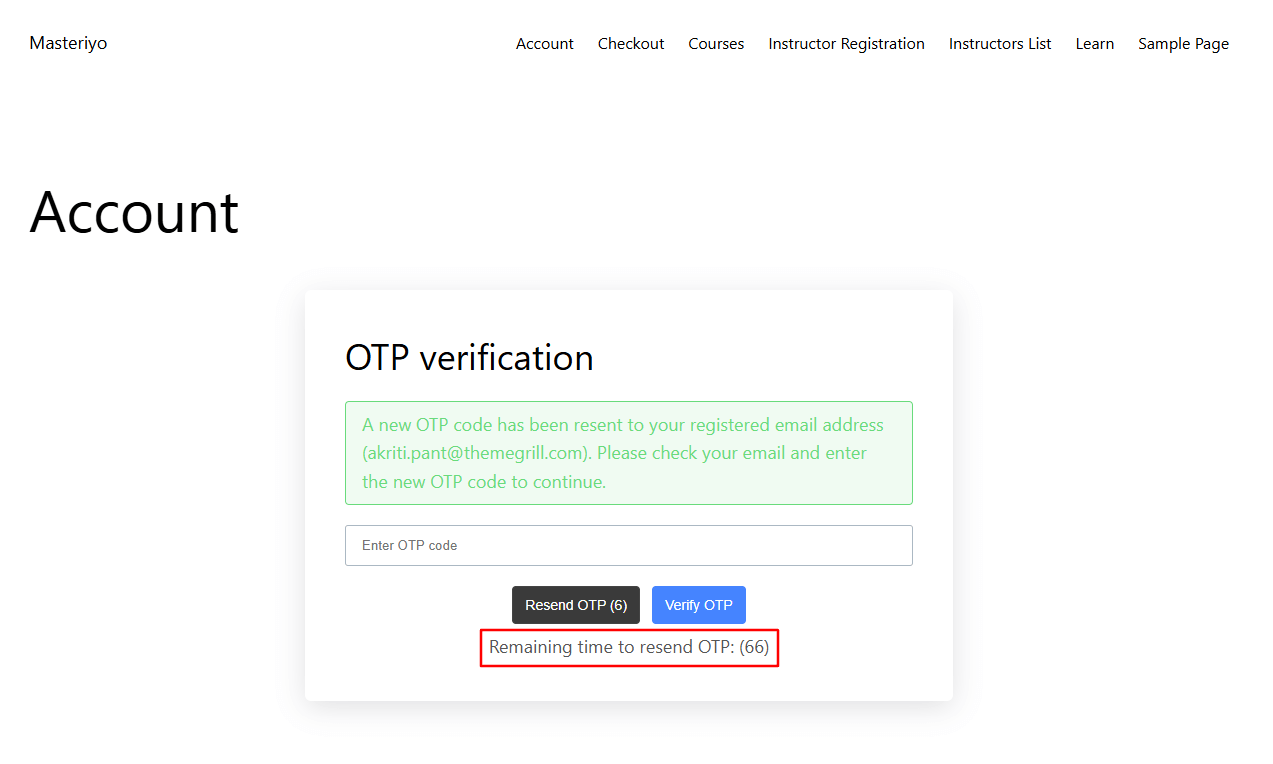 Masteriyo
Account Checkout Courses Instructor Registration Instructors List Learn Sample Page
Account
OTP verification
A new OTP code has been resent to your registered email address
(akriti.pant@themegrill.com). Please check your email and enter
the new OTP code to continue.
Enter OTP code
Resend OTP (6) Verify OTP
Remaining time to resend OTP: (66)